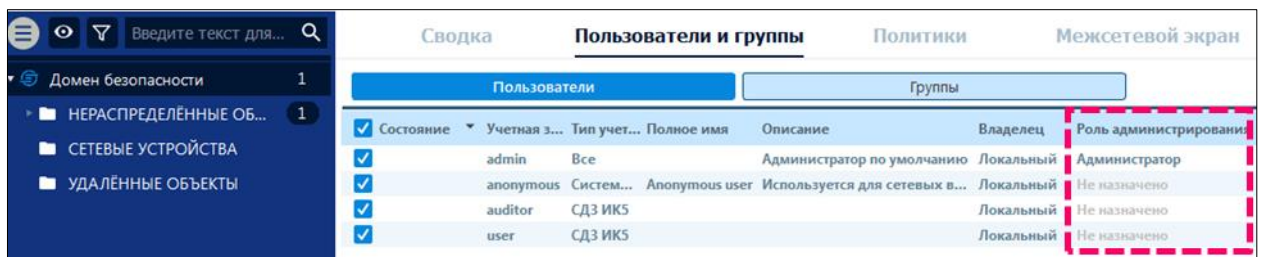 Введите текст для...
Сводка Пользователи и группы Политики Межсетевой экран
Домен безопасности 1
НЕРАСПРЕДЕЛЁННЫЕ ОБ... 1
СЕТЕВЫЕ УСТРОЙСТВА
УДАЛЁННЫЕ ОБЪЕКТЫ
Пользователи Группы
Состояние Учетная з... Тип учет... Полное имя Описание Владелец Роль администрирования
admin Все Администратор по умолчанию Локальный Администратор
anonymous Систем... Anonymous user Используется для сетевых в... Локальный Не назначено
auditor СДЗ ИК5 Локальный Не назначено
user СДЗ ИК5 Локальный Не назначено